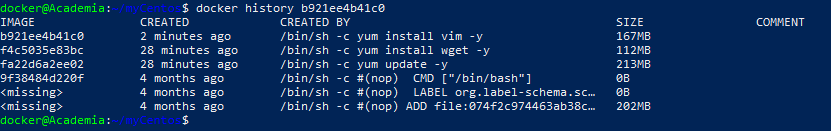 docker@Academia:~/myCentos$ docker history b921ee4b41c0
IMAGE CREATED CREATED BY SIZE COMMENT
b921ee4b41c0 2 minutes ago /bin/sh -c yum install vim -y 167MB
f4c5035e83bc 28 minutes ago /bin/sh -c yum install wget -y 112MB
fa22d6a2ee02 28 minutes ago /bin/sh -c yum update -y 213MB
9f38484d220f 4 months ago /bin/sh -c #(nop) CMD ["/bin/bash"] 0B
<missing> 4 months ago /bin/sh -c #(nop) LABEL org.label-schema.sc… 0B
<missing> 4 months ago /bin/sh -c #(nop) ADD file:074f2c974463ab38c… 202MB
docker@Academia:~/myCentos$